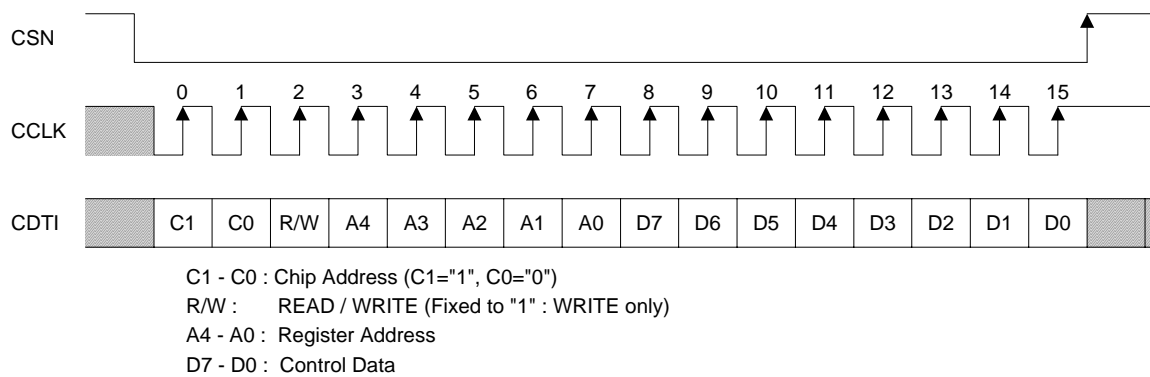 CSN
0 1 2 3 4 5 6 7 8 9 10 11 12 13 14 15
CCLK
CDTI C1 C0 R/W A4 A3 A2 A1 A0 D7 D6 D5 D4 D3 D2 D1 D0
C1 - C0 : Chip Address (C1="1", C0="0")
R/W : READ / WRITE (Fixed to "1" : WRITE only)
A4 - A0 : Register Address
D7 - D0 : Control Data